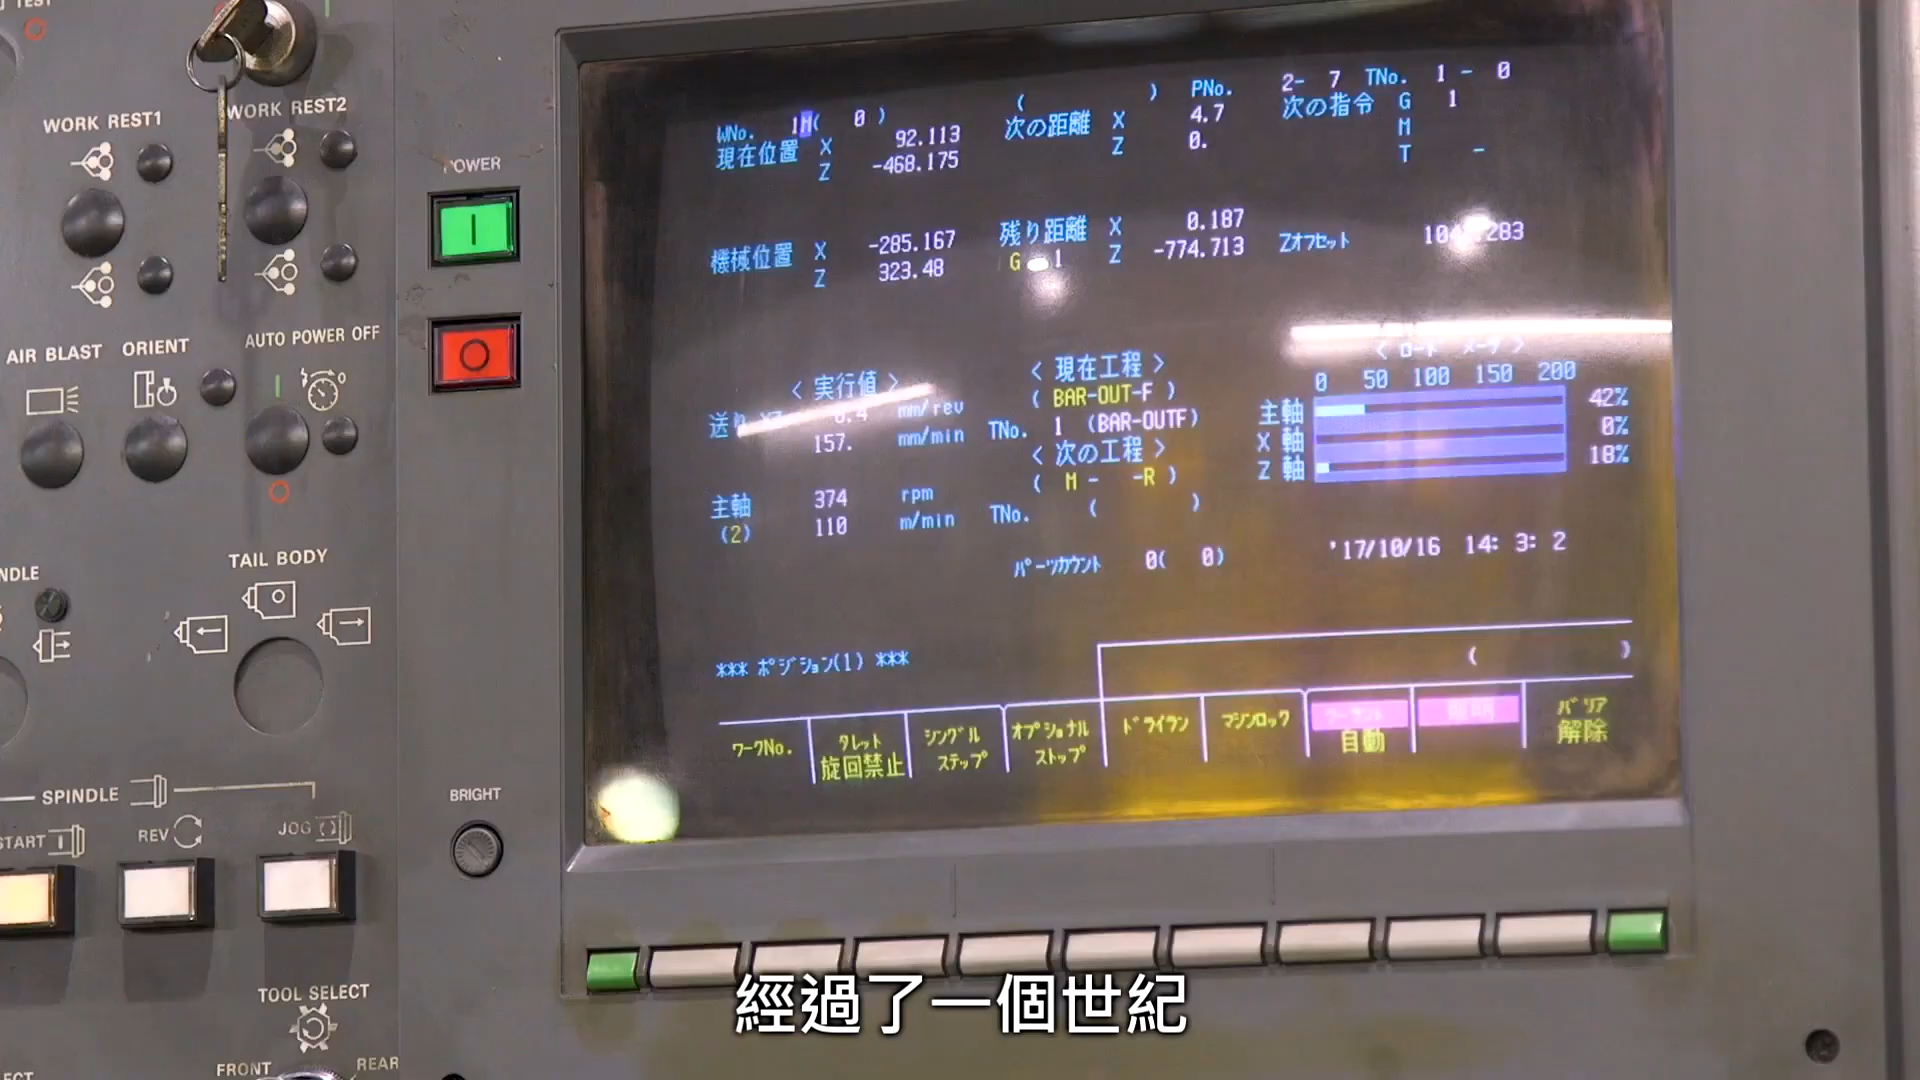 TEST
WORK REST1
WORK REST2
POWER
AIR BLAST
ORIENT
AUTO POWER OFF
TAIL BODY
SPINDLE
START
REV
JOG
BRIGHT
TOOL SELECT
FRONT
REAR
WNo. 1M( 0 ) ( ) PNo. 2- 7 TNo. 1 - 0
現在位置 X 92.113 次の距離 X 4.7 次の指令 G 1
Z -468.175 Z 0. M
T -
機械位置 X -285.167 残り距離 X 0.187 Zオフセット
Z 323.48 G 1 Z -774.713
< 実行値 > < 現在工程 > < ロード メータ >
( BAR-OUT-F ) 0 50 100 150 200
送り 0.4 mm/rev TNo. 1 (BAR-OUTF) 主軸 42%
157. mm/min < 次の工程 > X 軸 0%
( M - -R ) Z 軸 18%
主軸 374 rpm TNo. ( )
(2) 110 m/min
パーツカウント 0( 0) '17/10/16 14: 3: 2
*** ポジション(1) *** ( )
ワークNo.
タレット
旋回禁止
シングル
ステップ
オプショナル
ストップ
ドライラン
マシンロック
クーラント
自動
照明
バリア
解除
經過了一個世紀